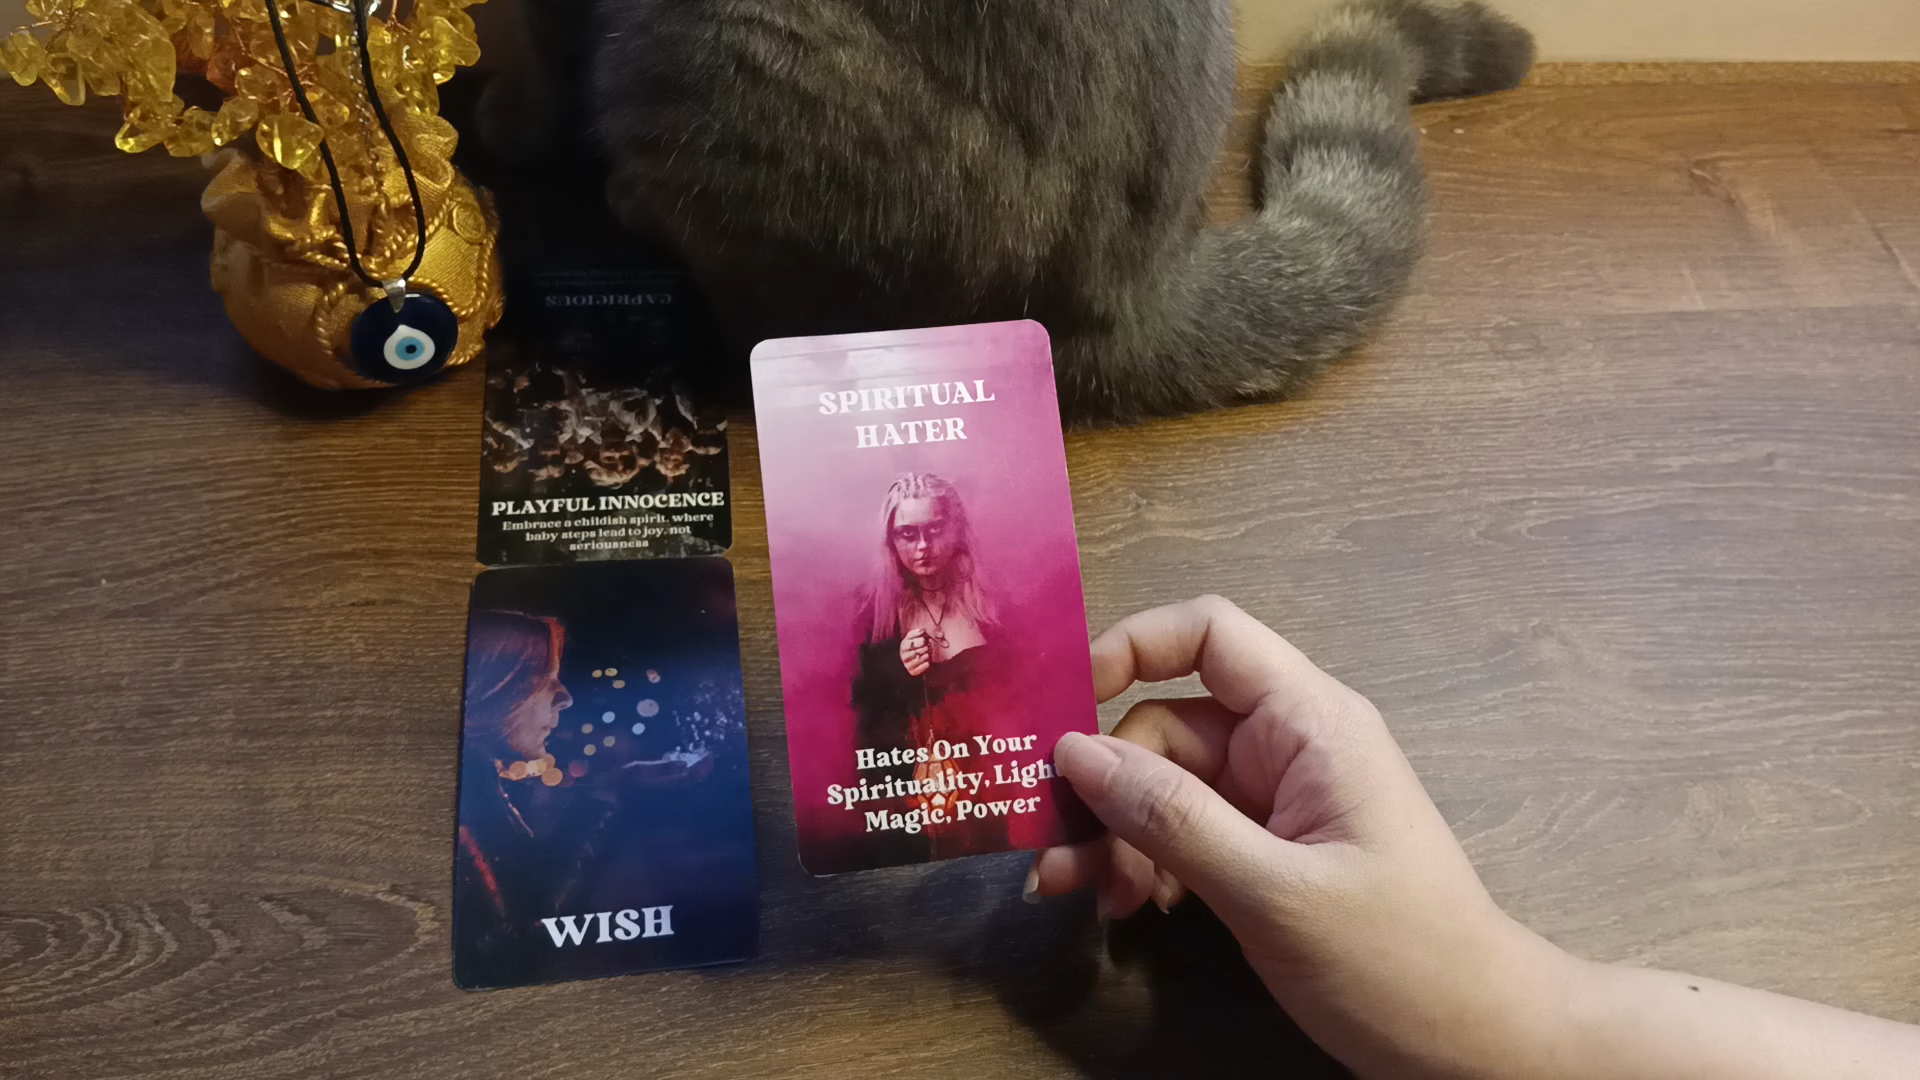 CAPRICIOUS
PLAYFUL INNOCENCE
Embrace a childish spirit, where
baby steps lead to joy, not
seriousness
WISH
SPIRITUAL
HATER
Hates On Your
Spirituality, Light
Magic, Power